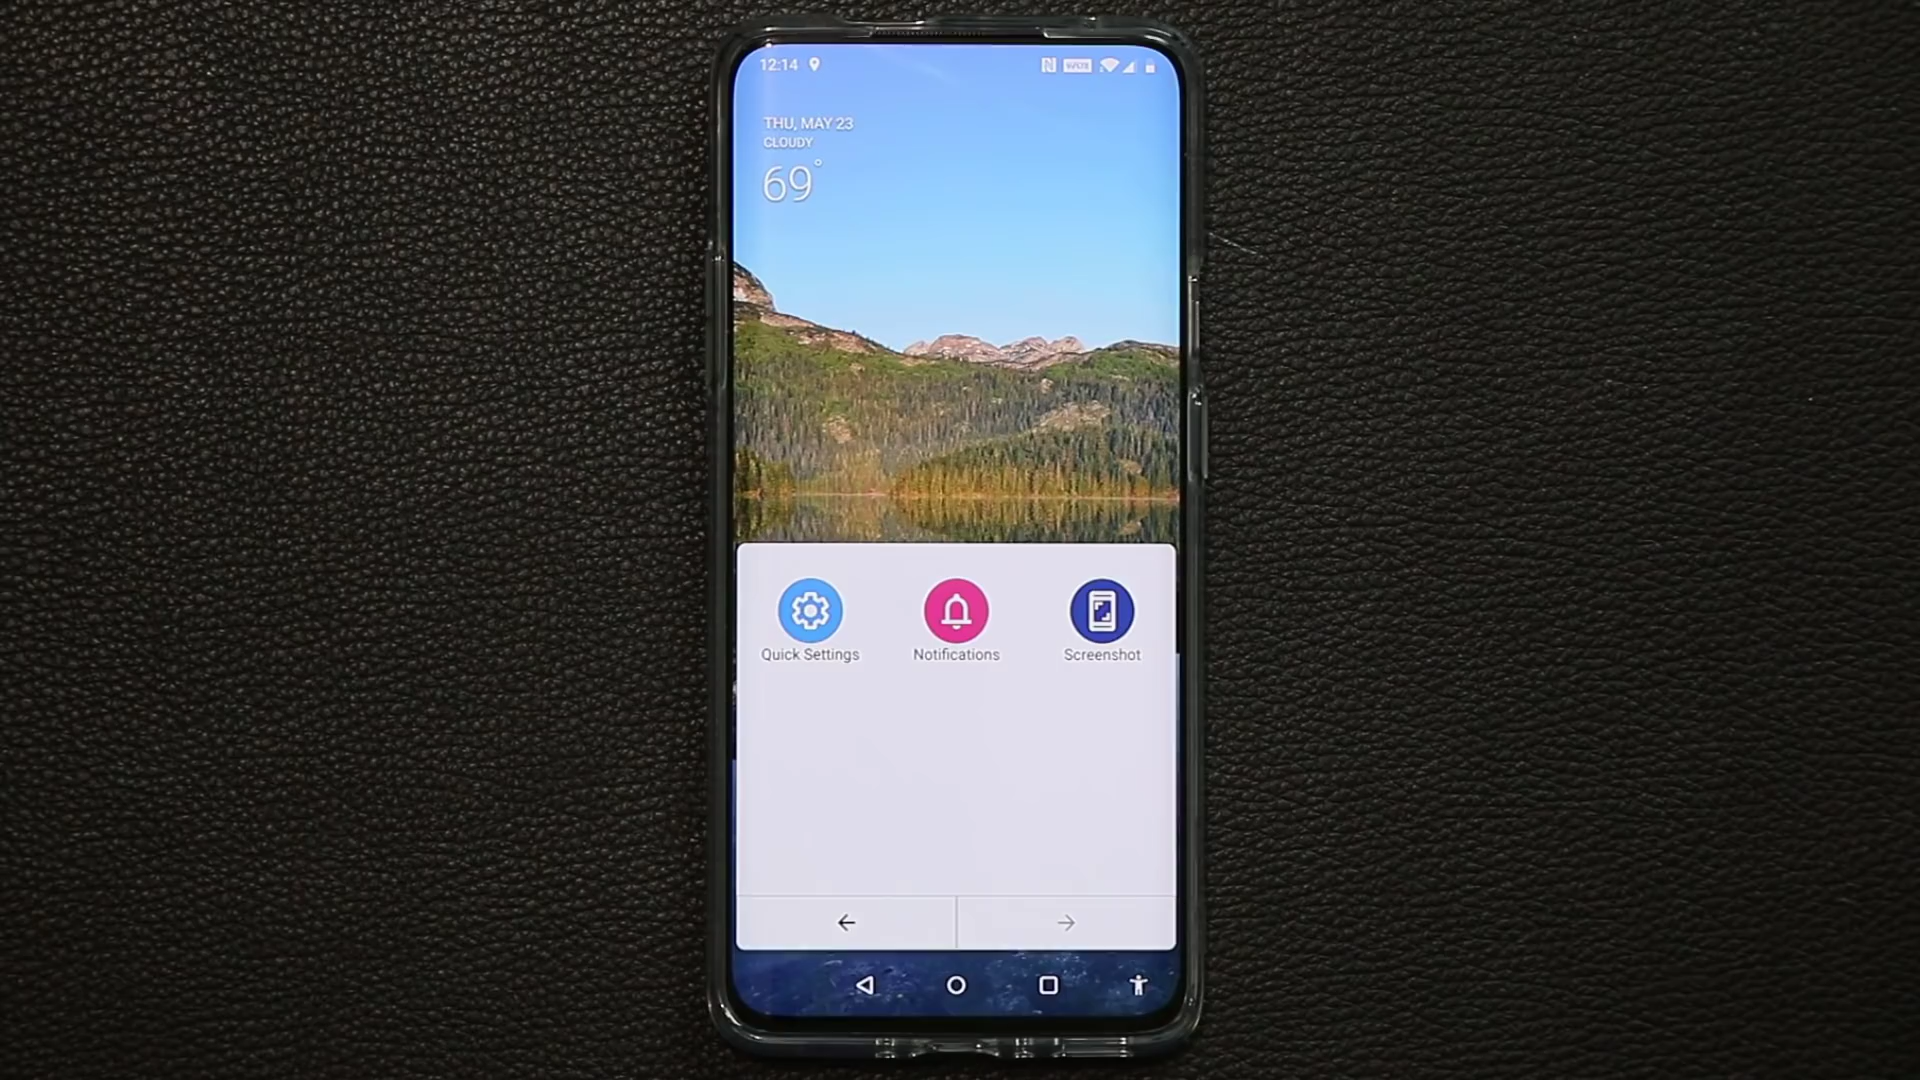 12:14
THU, MAY 23
CLOUDY
69°
Quick Settings
Notifications
Screenshot